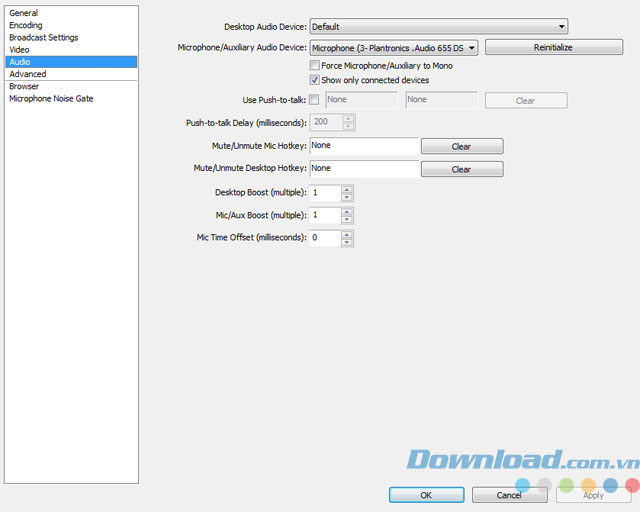 General
Encoding
Broadcast Settings
Video
Audio
Advanced
Browser
Microphone Noise Gate
Desktop Audio Device: Default
Microphone/Auxiliary Audio Device: Microphone (3- Plantronics .Audio 655 DS Reinitialize
Force Microphone/Auxiliary to Mono
Show only connected devices
Use Push-to-talk: None None Clear
Push-to-talk Delay (milliseconds): 200
Mute/Unmute Mic Hotkey: None Clear
Mute/Unmute Desktop Hotkey: None Clear
Desktop Boost (multiple): 1
Mic/Aux Boost (multiple): 1
Mic Time Offset (milliseconds): 0
Download.com.vn
OK Cancel Apply